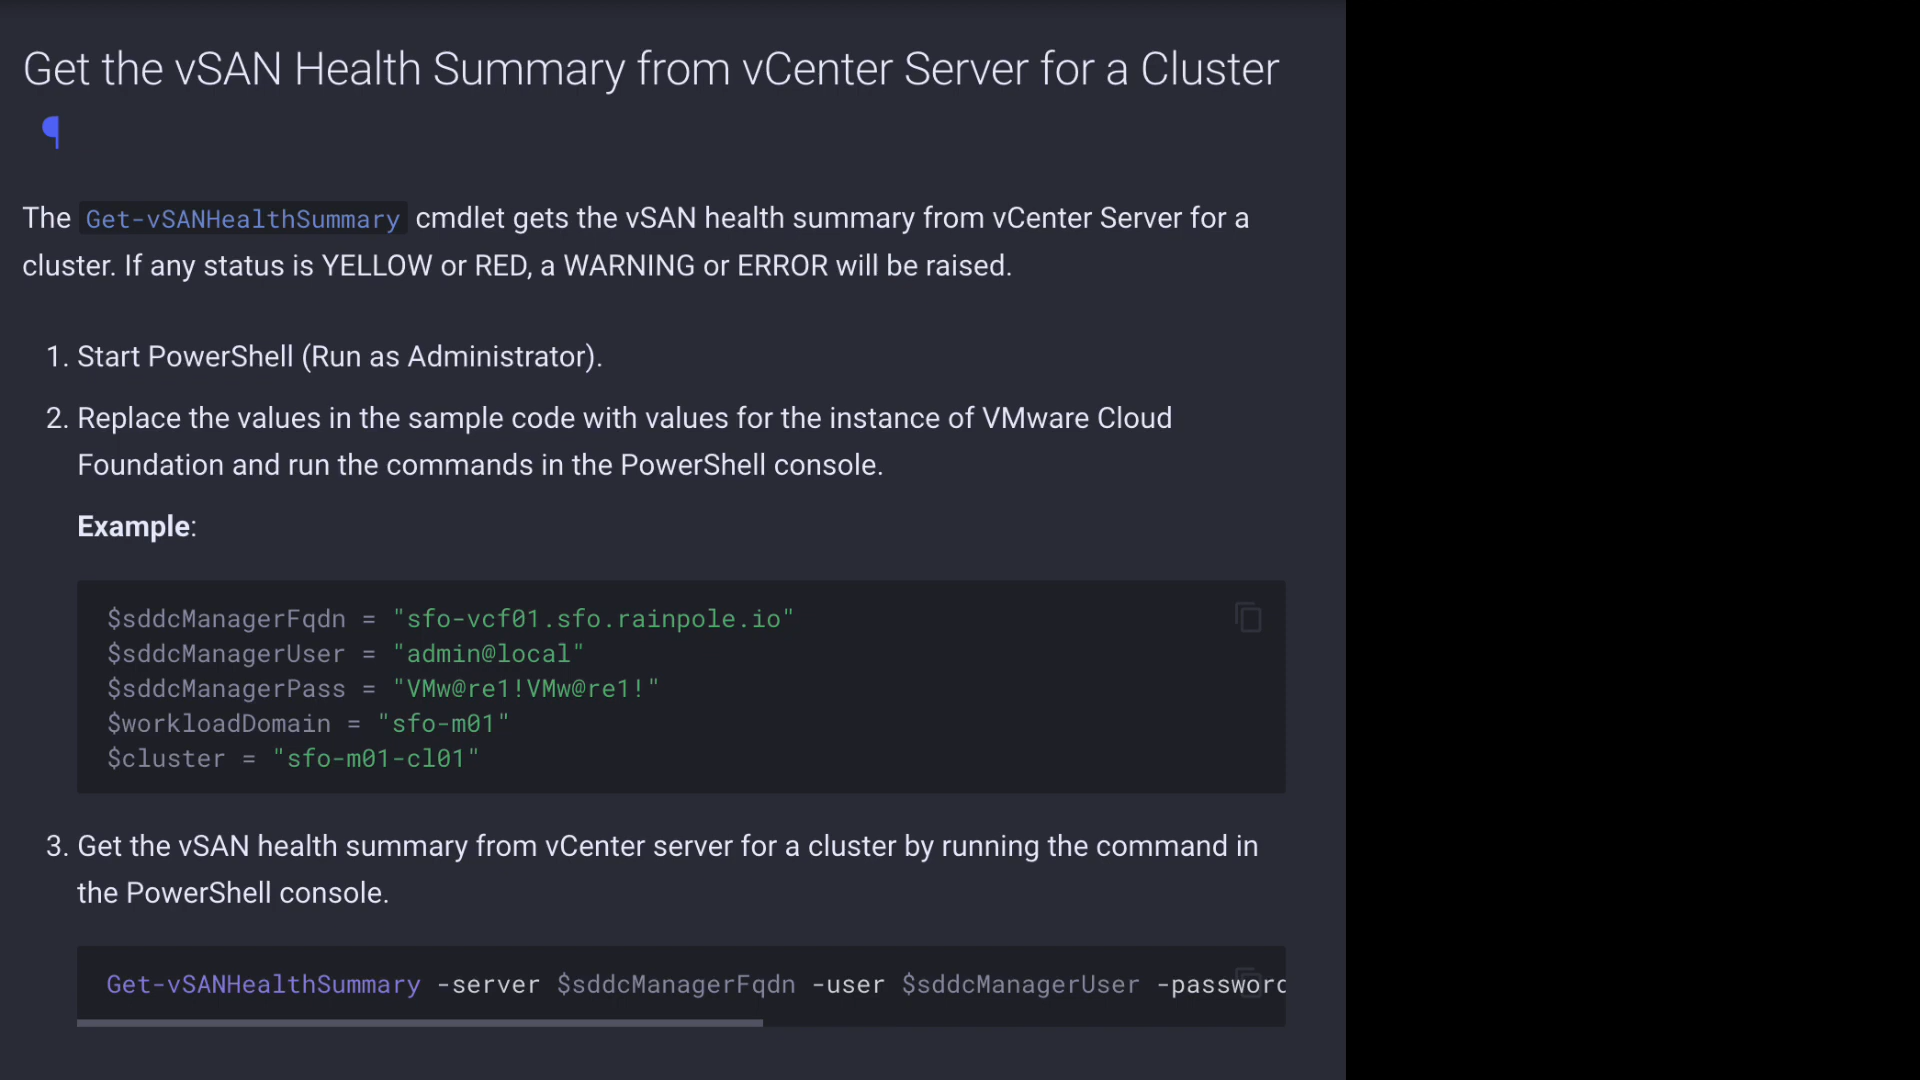 Get the vSAN Health Summary from vCenter Server for a Cluster
¶
The Get-vSANHealthSummary cmdlet gets the vSAN health summary from vCenter Server for a
cluster. If any status is YELLOW or RED, a WARNING or ERROR will be raised.
1. Start PowerShell (Run as Administrator).
2. Replace the values in the sample code with values for the instance of VMware Cloud
Foundation and run the commands in the PowerShell console.
Example:
$sddcManagerFqdn = "sfo-vcf01.sfo.rainpole.io"
$sddcManagerUser = "admin@local"
$sddcManagerPass = "VMw@re1!VMw@re1!"
$workloadDomain = "sfo-m01"
$cluster = "sfo-m01-cl01"
3. Get the vSAN health summary from vCenter server for a cluster by running the command in
the PowerShell console.
Get-vSANHealthSummary -server $sddcManagerFqdn -user $sddcManagerUser -password